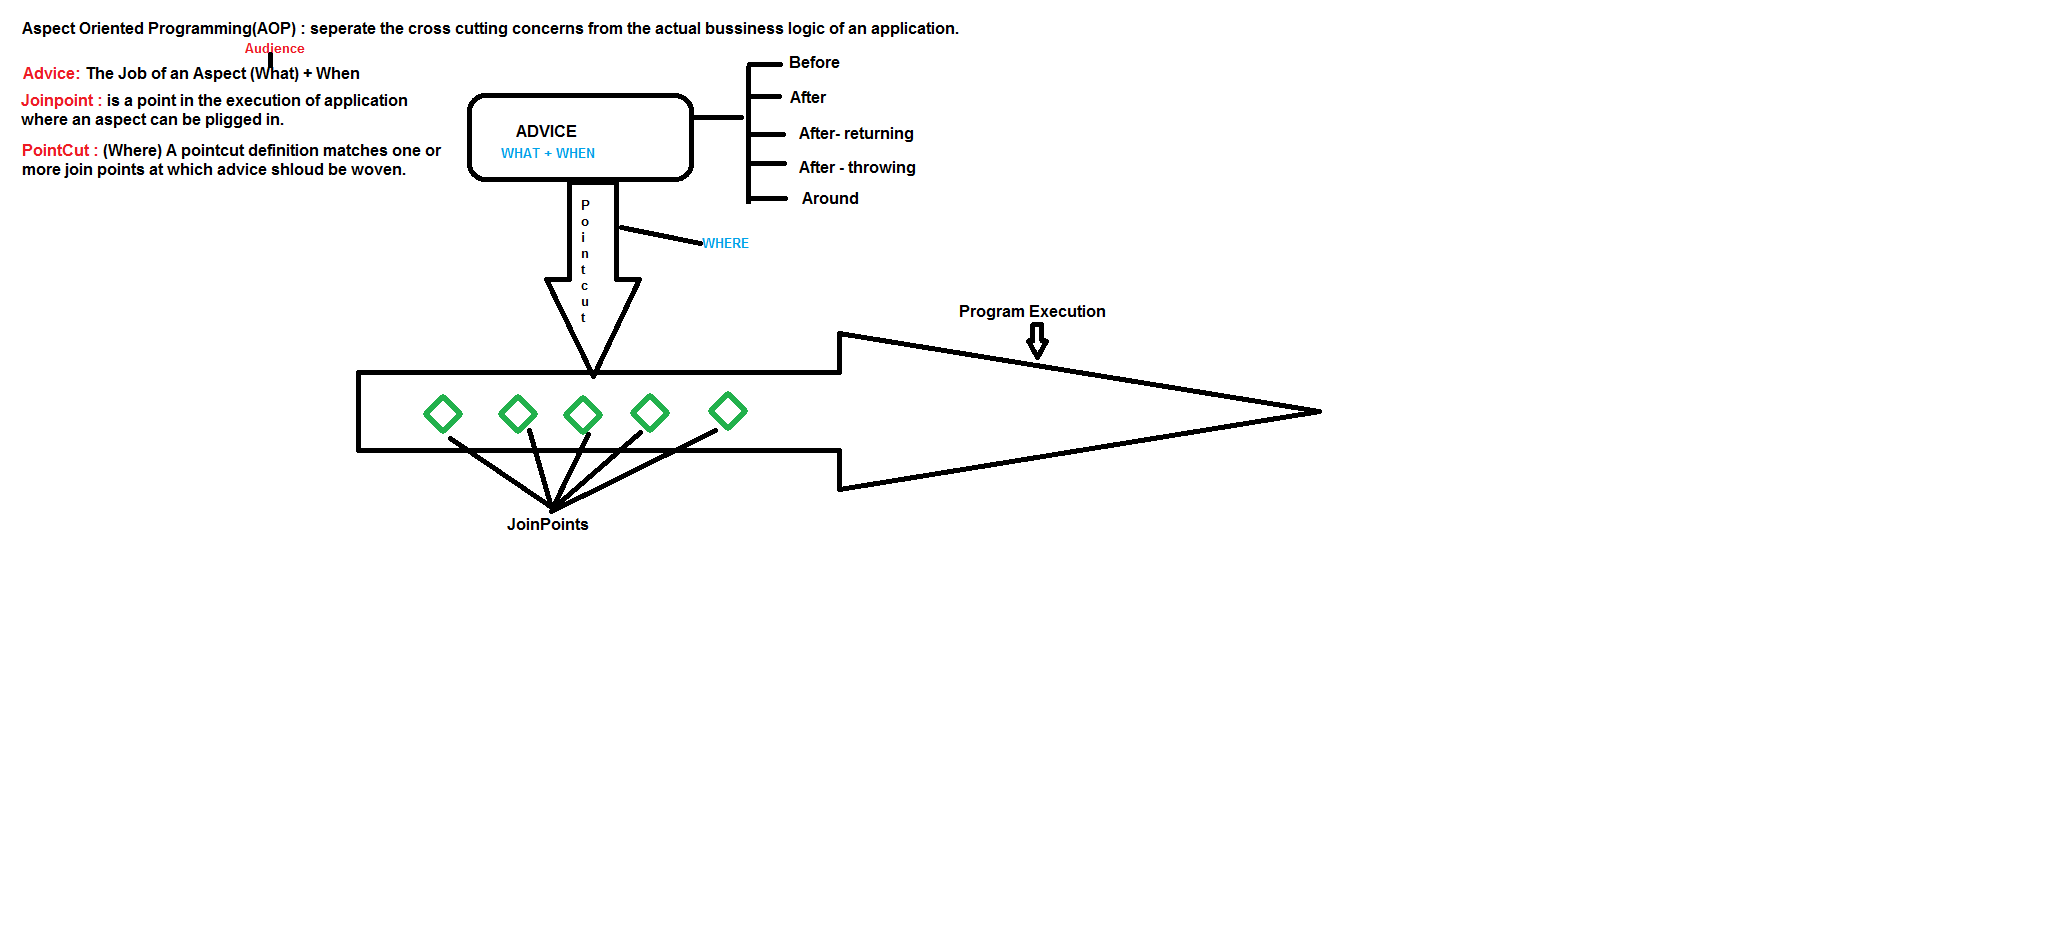 Aspect Oriented Programming(AOP) : seperate the cross cutting concerns from the actual bussiness logic of an application.
Audience
Advice: The Job of an Aspect (What) + When
Joinpoint : is a point in the execution of application
where an aspect can be pligged in.
PointCut : (Where) A pointcut definition matches one or
more join points at which advice shloud be woven.
ADVICE
WHAT + WHEN
Before
After
After- returning
After - throwing
Around
Pointcut
WHERE
Program Execution
JoinPoints